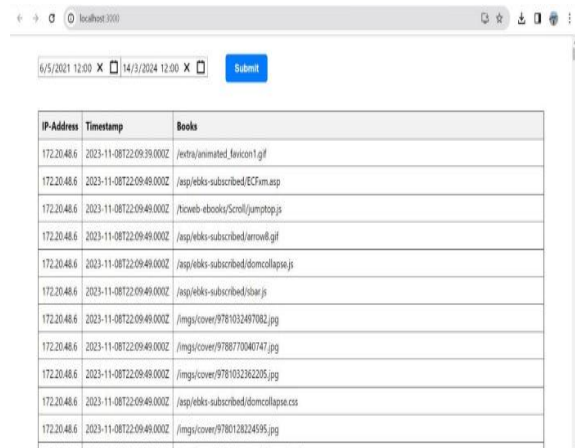 localhost:3000
6/5/2021 12:00 X 14/3/2024 12:00 X Submit
IP-Address Timestamp Books
172.20.48.6 2023-11-08T22:09:39.000Z /extra/animated_favicon1.gif
172.20.48.6 2023-11-08T22:09:49.000Z /asp/ebks-subscribed/ECFxm.asp
172.20.48.6 2023-11-08T22:09:49.000Z /ticweb-ebooks/Scroll/jumptop.js
172.20.48.6 2023-11-08T22:09:49.000Z /asp/ebks-subscribed/arrow8.gif
172.20.48.6 2023-11-08T22:09:49.000Z /asp/ebks-subscribed/domcollapse.js
172.20.48.6 2023-11-08T22:09:49.000Z /asp/ebks-subscribed/sbar.js
172.20.48.6 2023-11-08T22:09:49.000Z /imgs/cover/9781032497082.jpg
172.20.48.6 2023-11-08T22:09:49.000Z /imgs/cover/9788770040747.jpg
172.20.48.6 2023-11-08T22:09:49.000Z /imgs/cover/9781032362205.jpg
172.20.48.6 2023-11-08T22:09:49.000Z /asp/ebks-subscribed/domcollapse.css
172.20.48.6 2023-11-08T22:09:49.000Z /imgs/cover/9780128224595.jpg